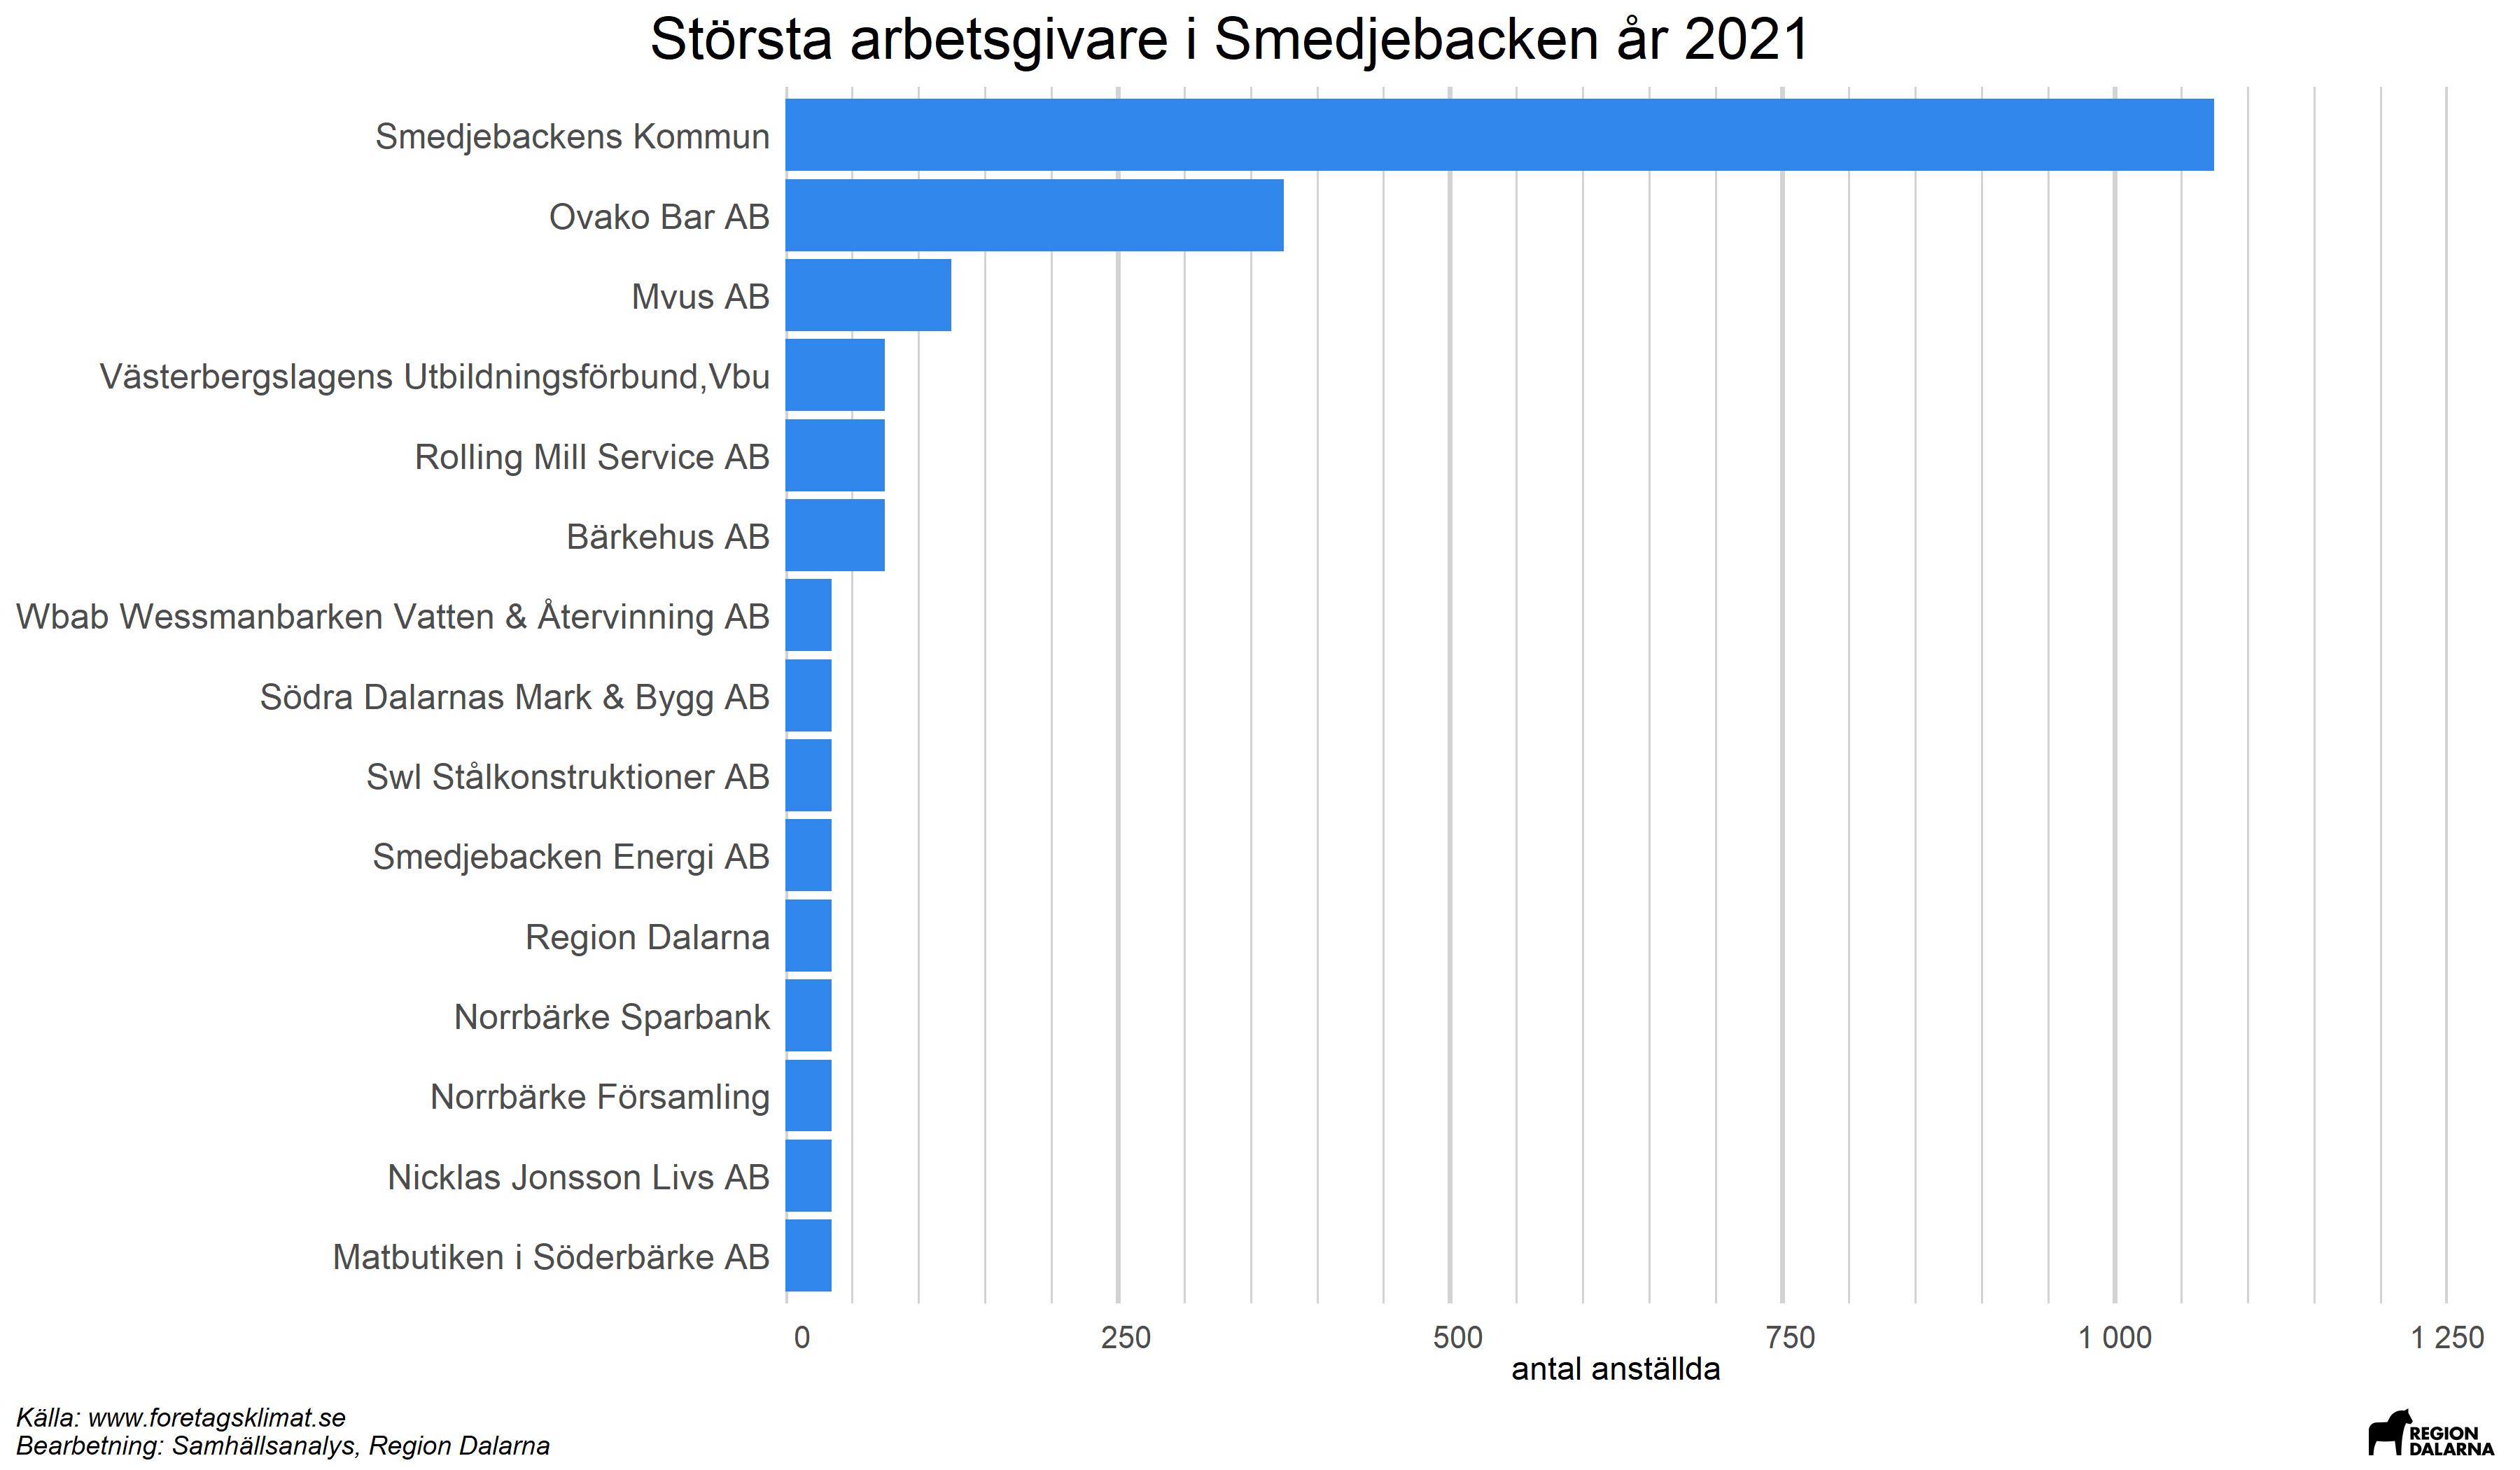 Största arbetsgivare i Smedjebacken år 2021
Smedjebackens Kommun
Ovako Bar AB
Mvus AB
Västerbergslagens Utbildningsförbund,Vbu
Rolling Mill Service AB
Bärkehus AB
Wbab Wessmanbarken Vatten & Återvinning AB
Södra Dalarnas Mark & Bygg AB
Swl Stålkonstruktioner AB
Smedjebacken Energi AB
Region Dalarna
Norrbärke Sparbank
Norrbärke Församling
Nicklas Jonsson Livs AB
Matbutiken i Söderbärke AB
0 250 500 750 1 000 1 250
antal anställda
Källa: www.foretagsklimat.se
Bearbetning: Samhällsanalys, Region Dalarna
REGION
DALARNA